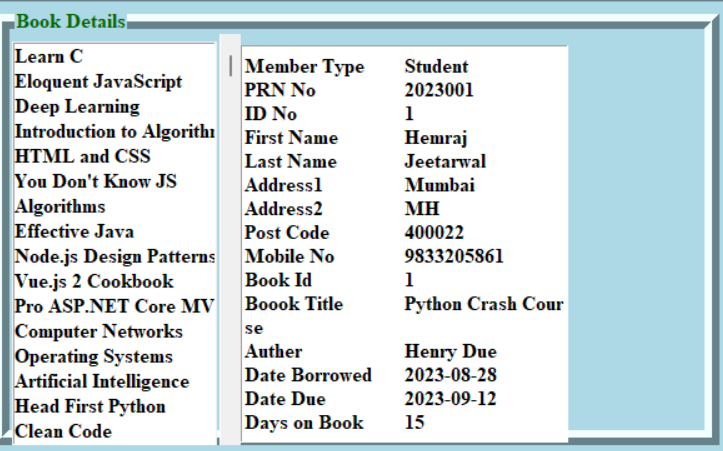 Book Details
Learn C
Eloquent JavaScript
Deep Learning
Introduction to Algorith
HTML and CSS
You Don't Know JS
Algorithms
Effective Java
Node.js Design Patterns
Vue.js 2 Cookbook
Pro ASP.NET Core MV
Computer Networks
Operating Systems
Artificial Intelligence
Head First Python
Clean Code
Member Type Student
PRN No 2023001
ID No 1
First Name Hemraj
Last Name Jeetarwal
Address1 Mumbai
Address2 MH
Post Code 400022
Mobile No 9833205861
Book Id 1
Boook Title Python Crash Cour
se
Auther Henry Due
Date Borrowed 2023-08-28
Date Due 2023-09-12
Days on Book 15